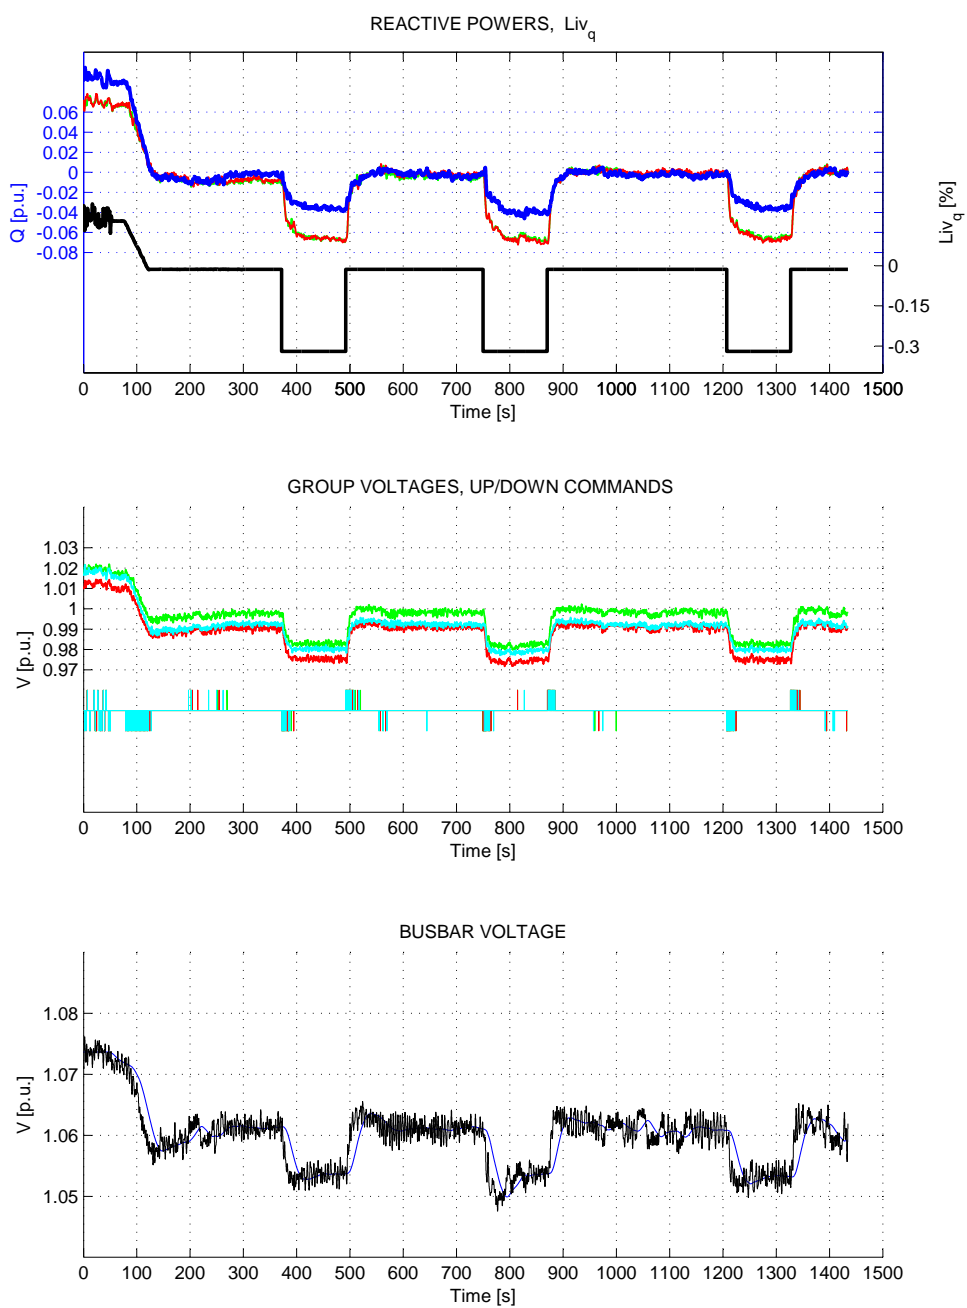 REACTIVE POWERS, Liv_q
0.06
0.04
0.02
0
-0.02
-0.04
-0.06
-0.08
Q [p.u.]
0
-0.15
-0.3
Liv_q [%]
0 100 200 300 400 500 600 700 800 900 1000 1100 1200 1300 1400 1500
Time [s]
GROUP VOLTAGES, UP/DOWN COMMANDS
1.03
1.02
1.01
1
0.99
0.98
0.97
V [p.u.]
0 100 200 300 400 500 600 700 800 900 1000 1100 1200 1300 1400 1500
Time [s]
BUSBAR VOLTAGE
1.08
1.07
1.06
1.05
V [p.u.]
0 100 200 300 400 500 600 700 800 900 1000 1100 1200 1300 1400 1500
Time [s]